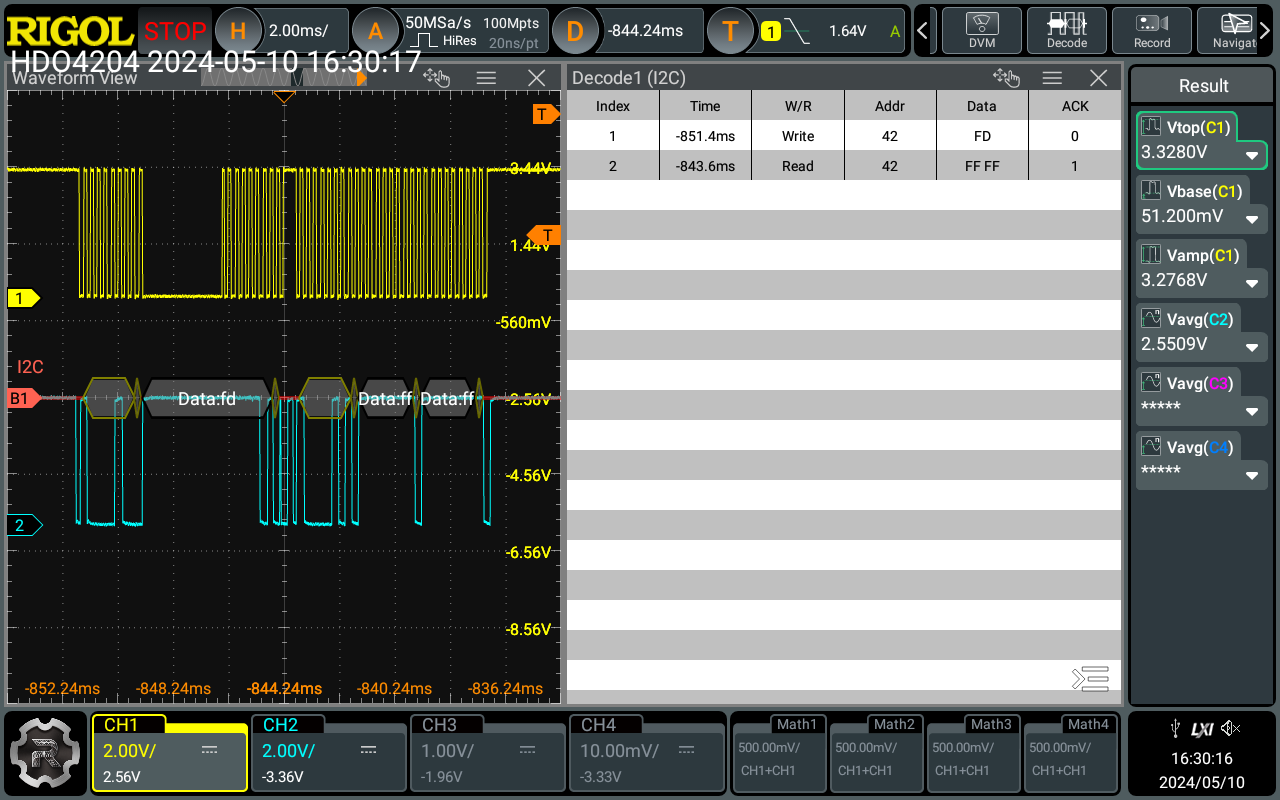 RIGOL STOP H 2.00ms/ A 50MSa/s 100Mpts HiRes 20ns/pt D -844.24ms T 1 1.64V A DVM Decode Record Navigat
HDO4204 2024-05-10 16:30:17
Waveform View Decode1 (I2C) Result
Index Time W/R Addr Data ACK
1 -851.4ms Write 42 FD 0
2 -843.6ms Read 42 FF FF 1
T
3.44V
T
1.44V
1
-560mV
I2C
B1 Data:fd Data:ff Data:ff -2.56V
-4.56V
2
-6.56V
-8.56V
-852.24ms -848.24ms -844.24ms -840.24ms -836.24ms
Vtop(C1)
3.3280V
Vbase(C1)
51.200mV
Vamp(C1)
3.2768V
Vavg(C2)
2.5509V
Vavg(C3)
*****
Vavg(C4)
*****
CH1 CH2 CH3 CH4 Math1 Math2 Math3 Math4
2.00V/ 2.00V/ 1.00V/ 10.00mV/ 500.00mV/ 500.00mV/ 500.00mV/ 500.00mV/
2.56V -3.36V -1.96V -3.33V CH1+CH1 CH1+CH1 CH1+CH1 CH1+CH1
R
LXI
16:30:16
2024/05/10